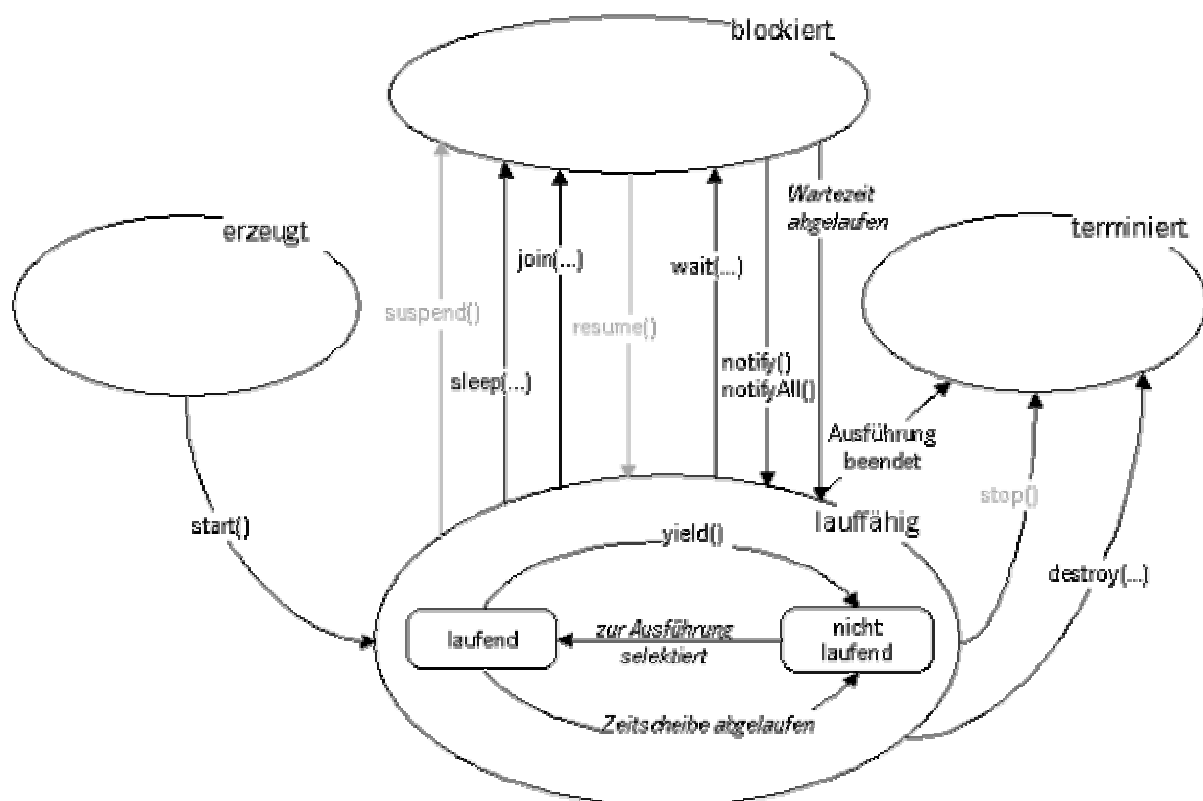 blockiert
erzeugt
terminiert
Wartezeit
abgelaufen
join(...)
wait(...)
suspend()
resume()
sleep(...)
notify()
notifyAll()
Ausführung
beendet
stop()
start()
lauffähig
yield()
destroy(...)
laufend
zur Ausführung
selektiert
nicht
laufend
Zeitscheibe abgelaufen